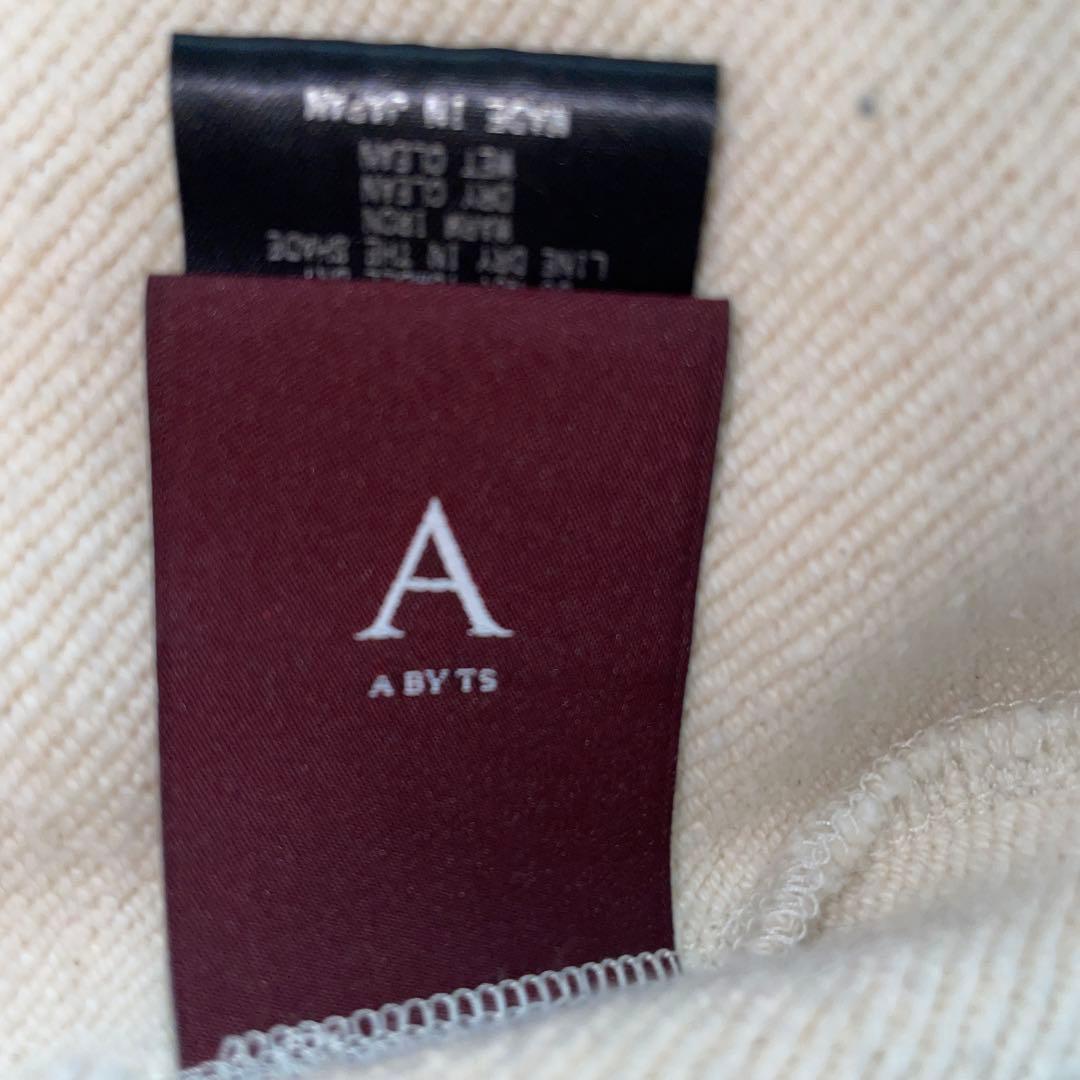 LINE DRY IN THE SHADE
WARM IRON
DRY CLEAN
WET CLEAN
MADE IN JAPAN
A
A BY TS